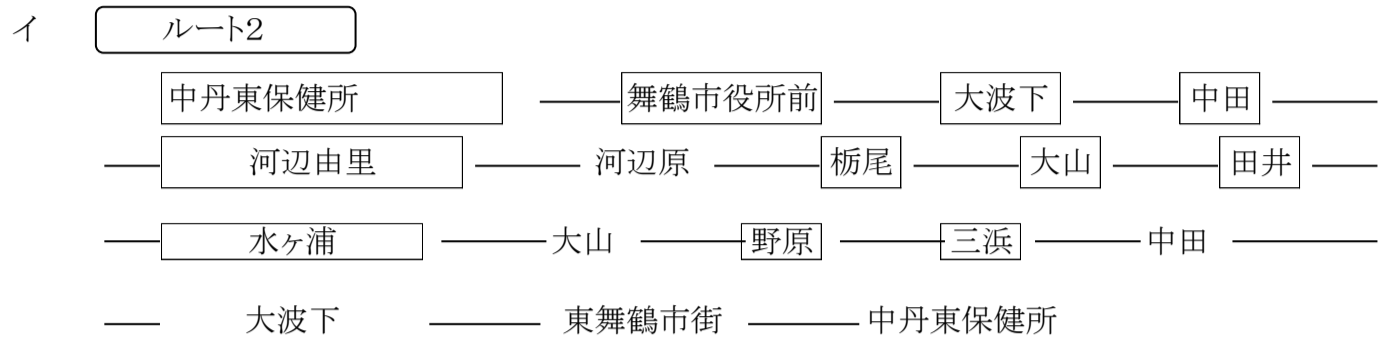 イ ルート2
中丹東保健所 ― 舞鶴市役所前 ― 大波下 ― 中田 ―
― 河辺由里 ― 河辺原 ― 栃尾 ― 大山 ― 田井 ―
― 水ヶ浦 ― 大山 ― 野原 ― 三浜 ― 中田 ―
― 大波下 ― 東舞鶴市街 ― 中丹東保健所